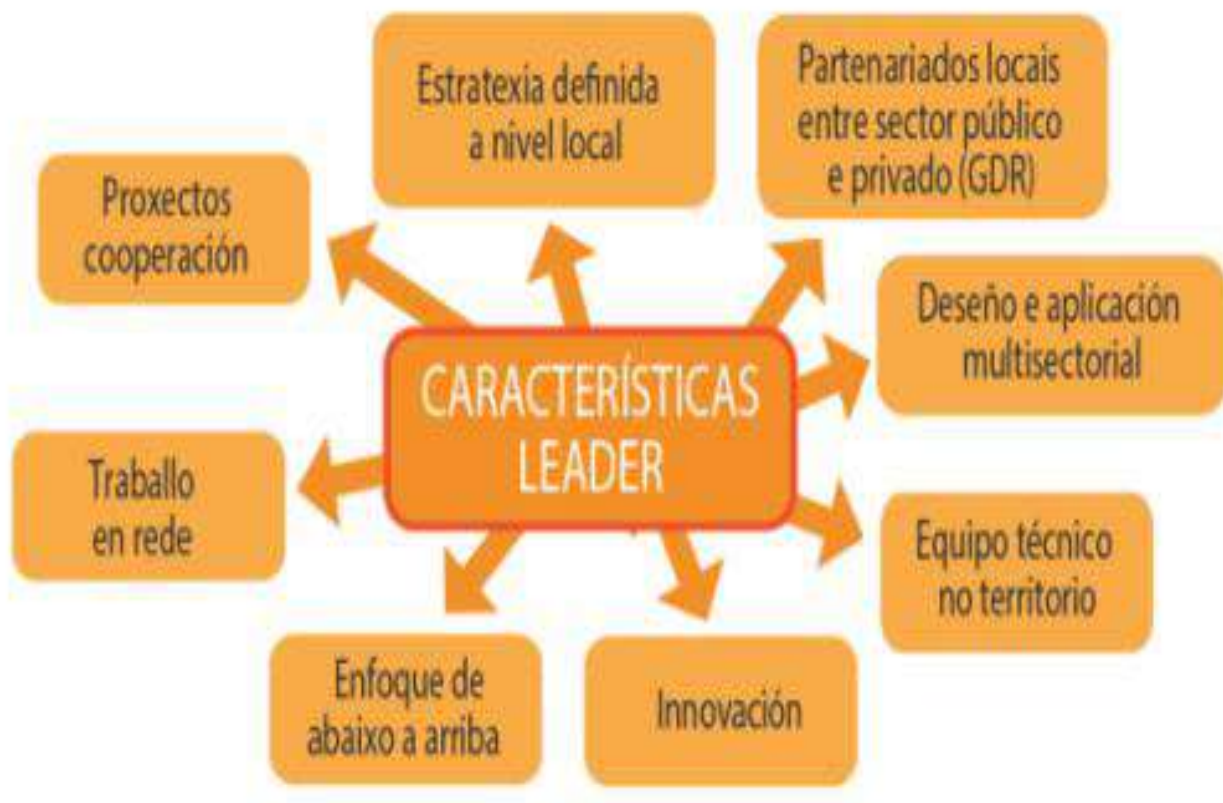 Estratexia definida
a nivel local
Partenariados locais
entre sector público
e privado (GDR)
Proxectos
cooperación
Deseño e aplicación
multisectorial
CARACTERÍSTICAS
LEADER
Traballo
en rede
Equipo técnico
no territorio
Enfoque de
abaixo a arriba
Innovación